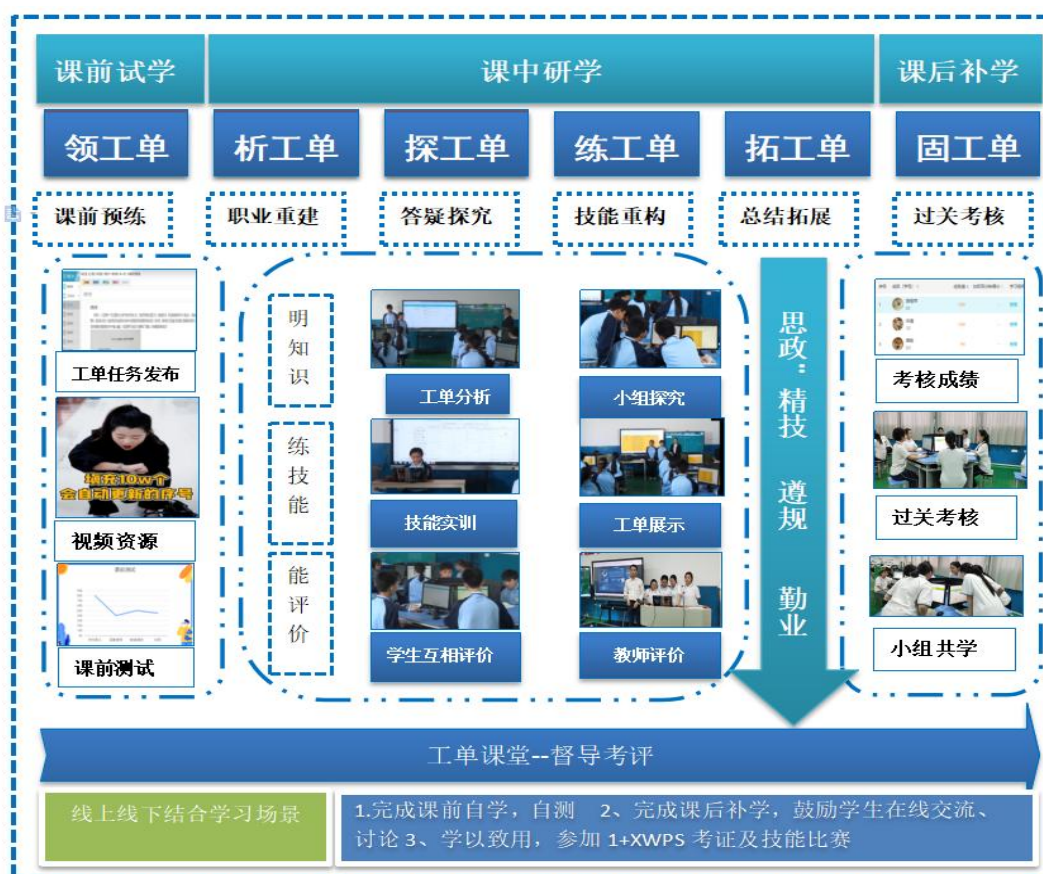 课前试学
课中研学
课后补学
领工单
析工单
探工单
练工单
拓工单
固工单
课前预练
职业重建
答疑探究
技能重构
总结拓展
过关考核
工单任务发布
填充10w个
会自动更新的序号
视频资源
课前测试
课前测试
明知识
练技能
能评价
工单分析
小组探究
技能实训
工单展示
学生互相评价
教师评价
思政：精技 遵规 勤业
考核成绩
过关考核
小组共学
工单课堂--督导考评
线上线下结合学习场景
1.完成课前自学，自测 2、完成课后补学，鼓励学生在线交流、
讨论 3、学以致用，参加 1+XWPS 考证及技能比赛